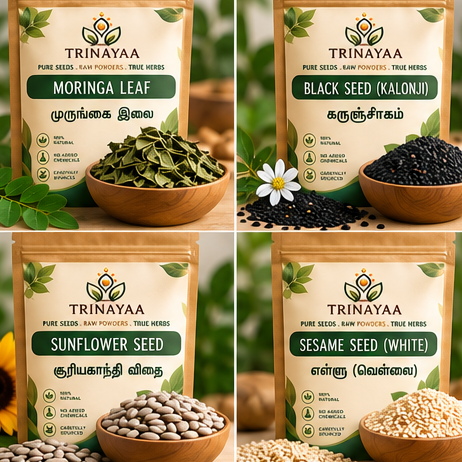 TRINAYAA
PURE SEEDS . RAW POWDERS . TRUE HERBS
MORINGA LEAF
முருங்கை இலை
100%
NATURAL
NO ADDED
CHEMICALS
CAREFULLY
SOURCED
TRINAYAA
PURE SEEDS . RAW POWDERS . TRUE HERBS
BLACK SEED (KALONJI)
கருஞ்சீரகம்
100%
NATURAL
NO ADDED
CHEMICALS
CAREFULLY
SOURCED
TRINAYAA
PURE SEEDS . RAW POWDERS . TRUE HERBS
SUNFLOWER SEED
சூரியகாந்தி விதை
100%
NATURAL
NO ADDED
CHEMICALS
CAREFULLY
SOURCED
TRINAYAA
PURE SEEDS . RAW POWDERS . TRUE HERBS
SESAME SEED (WHITE)
எள்ளு (வெள்ளை)
100%
NATURAL
NO ADDED
CHEMICALS
CAREFULLY
SOURCED